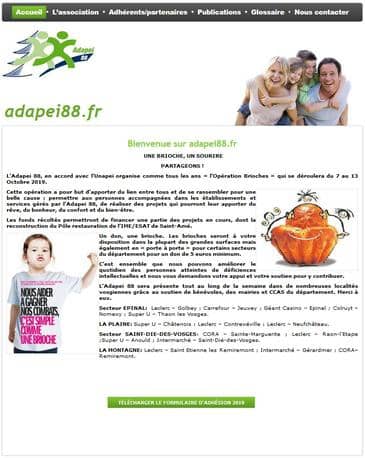 Accueil • L'association • Adhérents/partenaires • Publications • Glossaire • Nous contacter
Adapei
88
adapei88.fr
Bienvenue sur adapei88.fr
UNE BRIOCHE, UN SOURIRE
PARTAGEONS !
L'Adapei 88, en accord avec l'Unapei organise comme tous les ans « l'Opération Brioches » qui se déroulera du 7 au 13
Octobre 2019.
Cette opération a pour but d'apporter du lien entre tous et de se rassembler pour une
belle cause : permettre aux personnes accompagnées dans les établissements et
services gérés par l'Adapei 88, de réaliser des projets qui pourront leur apporter du
rêve, du bonheur, du confort et du bien-être.
Les fonds récoltés permettront de financer une partie des projets en cours, dont la
reconstruction du Pôle restauration de l'IME/ESAT de Saint-Amé.
Un don, une brioche. Les brioches seront à votre
disposition dans la plupart des grandes surfaces mais
également en « porte à porte » pour certains secteurs
du département pour un don de 5 euros minimum.
C'est ensemble que nous pouvons améliorer le
quotidien des personnes atteintes de déficiences
intellectuelles et nous vous demandons votre appui et votre soutien pour y contribuer.
L'Adapei 88 sera présente tout au long de la semaine dans de nombreuses localités
vosgiennes grâce au soutien de bénévoles, des mairies et CCAS du département. Merci à
eux.
Secteur EPINAL: Leclerc – Golbey ; Carrefour – Jeuxey ; Géant Casino – Epinal ; Colruyt –
Nomexy ; Super U – Thaon les Vosges.
LA PLAINE: Super U – Châtenois ; Leclerc – Contrexéville ; Leclerc – Neufchâteau.
Secteur SAINT-DIE-DES-VOSGES: CORA – Sainte-Marguerite ; Leclerc – Raon-l'Etape
;Super U – Anould ; Intermarché – Saint-Dié-des-Vosges.
LA MONTAGNE: Leclerc – Saint Etienne les Remiremont ; Intermarché – Gérardmer ; CORA–
Remiremont.
NOUS AIDER
À GAGNER
NOS COMBATS,
C'EST SIMPLE
COMME
UNE BRIOCHE
TÉLÉCHARGER LE FORMULAIRE D'ADHÉSION 2019